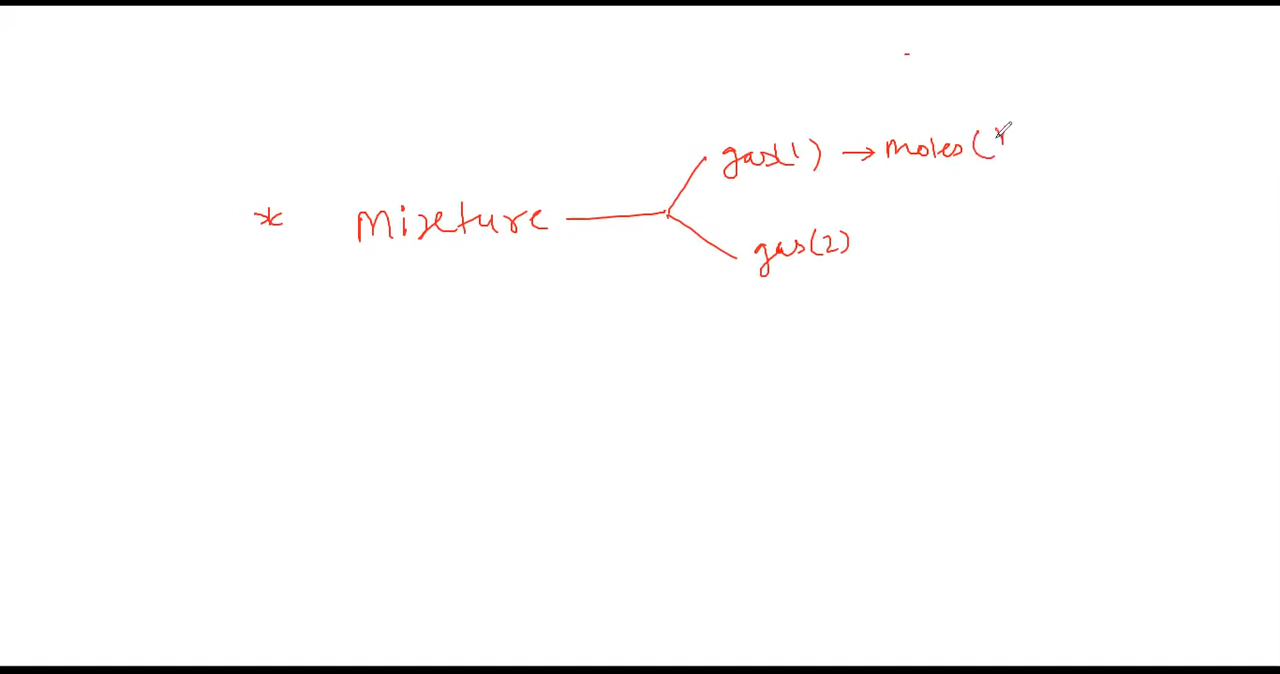 gas(1) → moles(
* Mixture
gas(2)